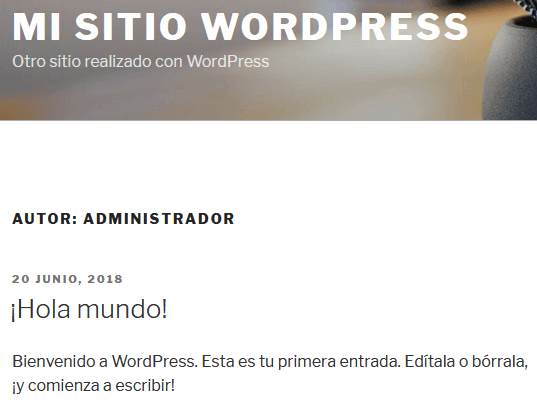 MI SITIO WORDPRESS
Otro sitio realizado con WordPress
AUTOR: ADMINISTRADOR
20 JUNIO, 2018
¡Hola mundo!
Bienvenido a WordPress. Esta es tu primera entrada. Edítala o bórrala,
¡y comienza a escribir!